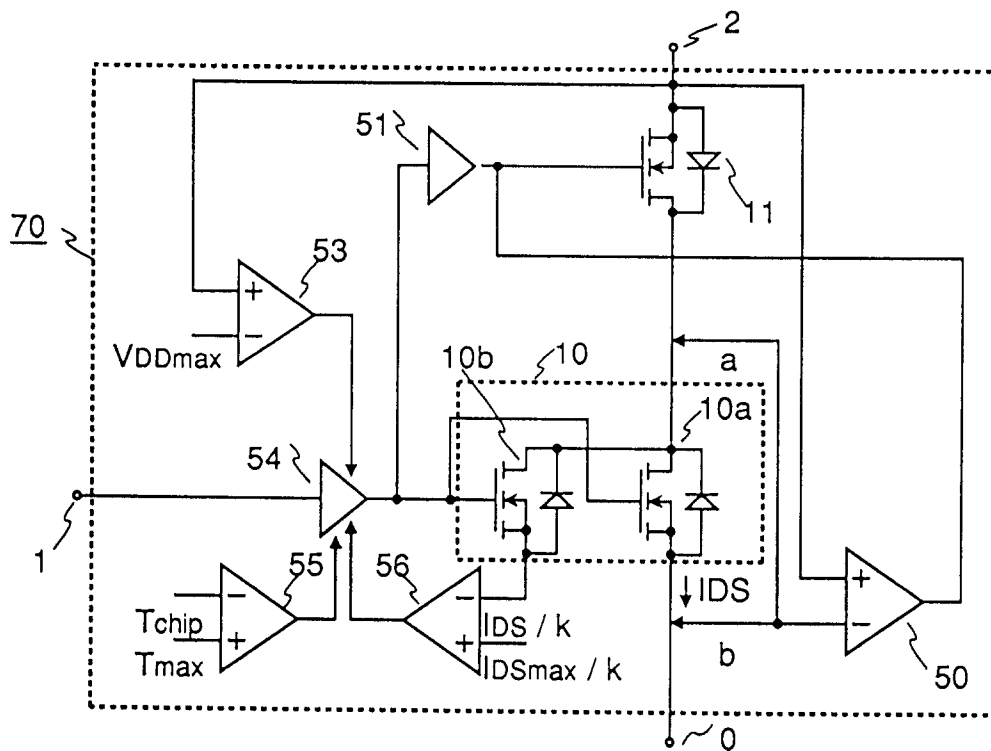 2
51
11
70
53
+
−
VDDmax
a
10
10b
10a
54
1
55
56
−
+
Tchip
Tmax
−
+
IDS / k
IDSmax / k
IDS
b
+
−
50
0